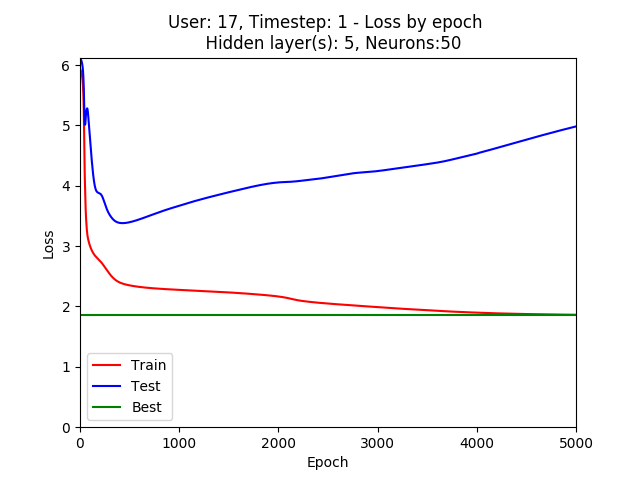 User: 17, Timestep: 1 - Loss by epoch
Hidden layer(s): 5, Neurons:50
6
5
4
3
2
1
0
Loss
Train
Test
Best
0 1000 2000 3000 4000 5000
Epoch